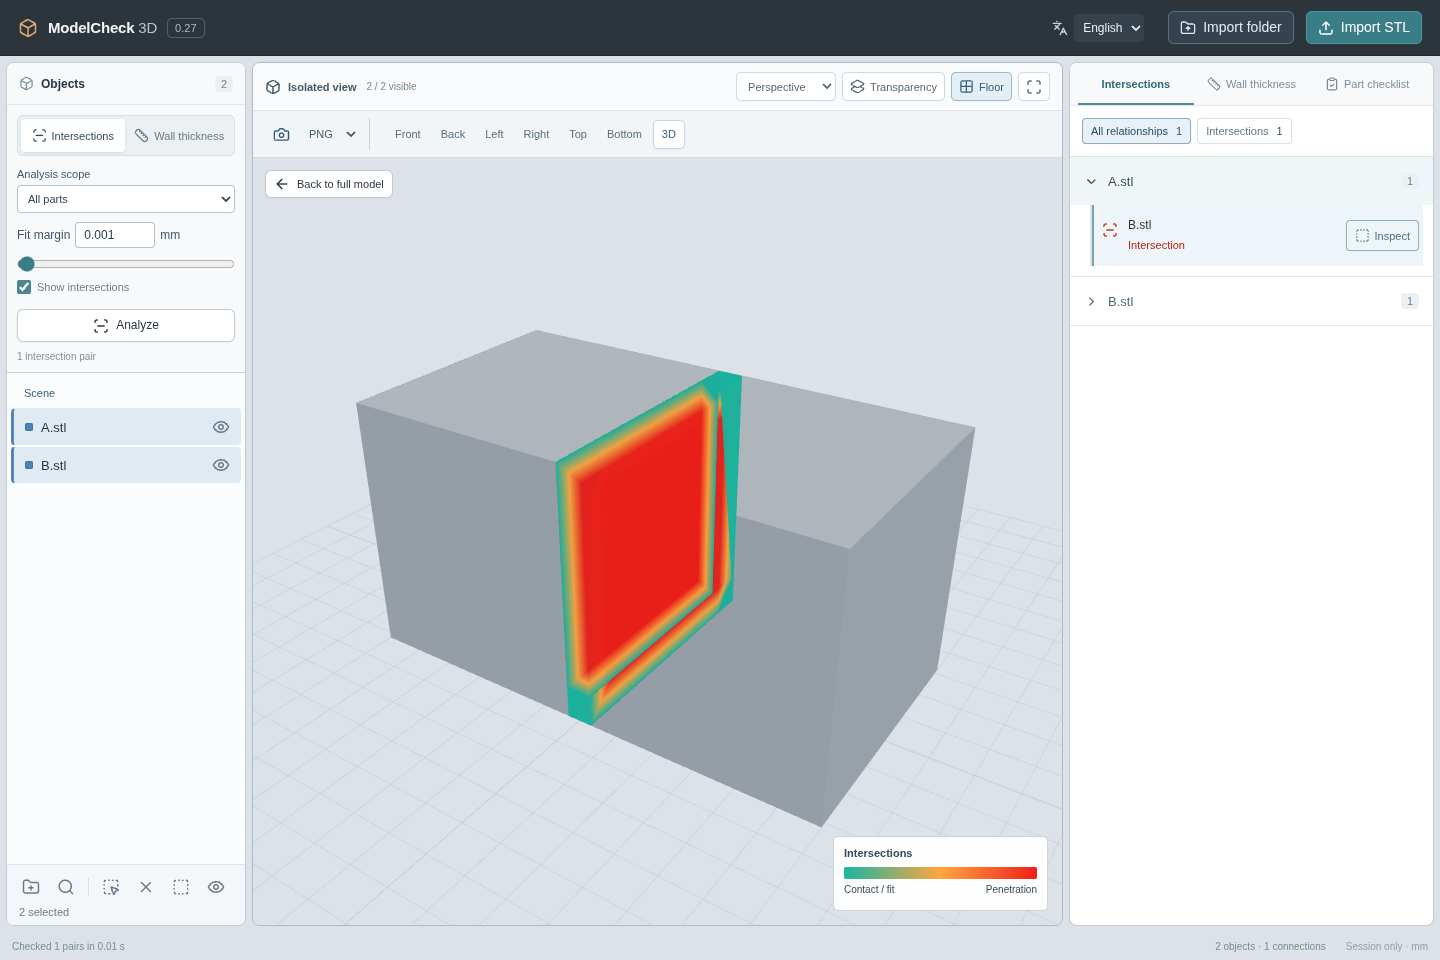 ModelCheck 3D 0.27
English
Import folder
Import STL
Objects 2
Intersections Wall thickness
Analysis scope
All parts
Fit margin 0.001 mm
Show intersections
Analyze
1 intersection pair
Scene
A.stl
B.stl
2 selected
Isolated view 2 / 2 visible
Perspective Transparency Floor
PNG Front Back Left Right Top Bottom 3D
Back to full model
Intersections
Contact / fit Penetration
Intersections Wall thickness Part checklist
All relationships 1 Intersections 1
A.stl 1
B.stl
Intersection
Inspect
B.stl 1
Checked 1 pairs in 0.01 s
2 objects · 1 connections Session only · mm